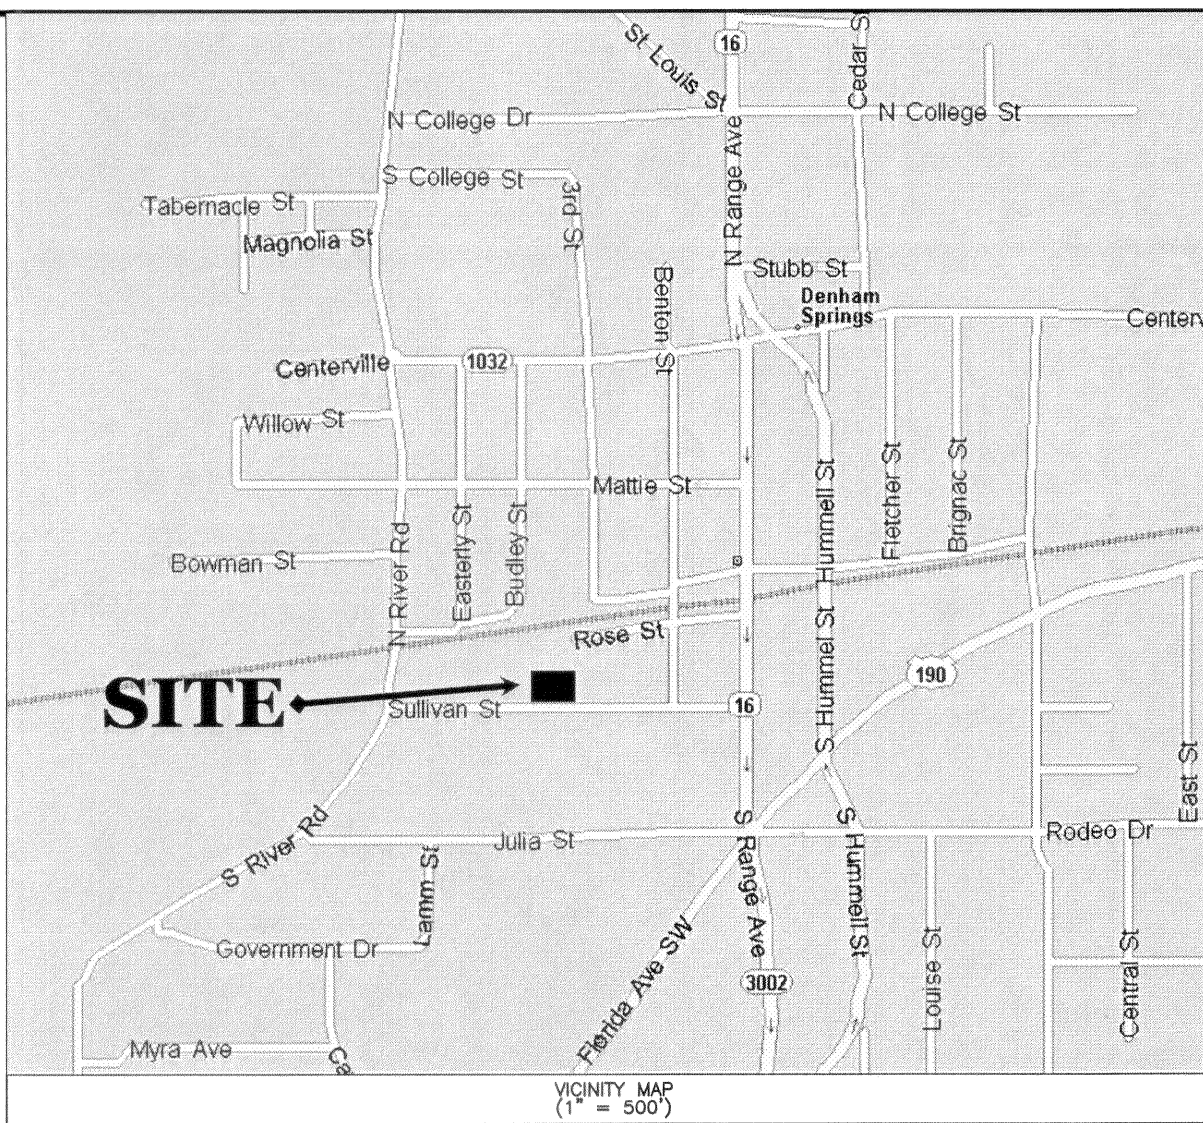 St Louis St
16
Cedar St
N College Dr
N College St
N Range Ave
S College St
3rd St
Tabernacle St
Magnolia St
Stubb St
Benton St
Denham
Springs
Centerville
1032
Centerv
Willow St
Mattie St
Hummell St
Fletcher St
Brignac St
Bowman St
N River Rd
Easterly St
Budley St
Rose St
S Hummel St
190
SITE
Sullivan St
16
East St
S River Rd
Julia St
S Range Ave
S Hummell St
Rodeo Dr
Lamm St
Government Dr
Florida Ave SW
3002
Louise St
Central St
Myra Ave
Ca
VICINITY MAP
(1" = 500')